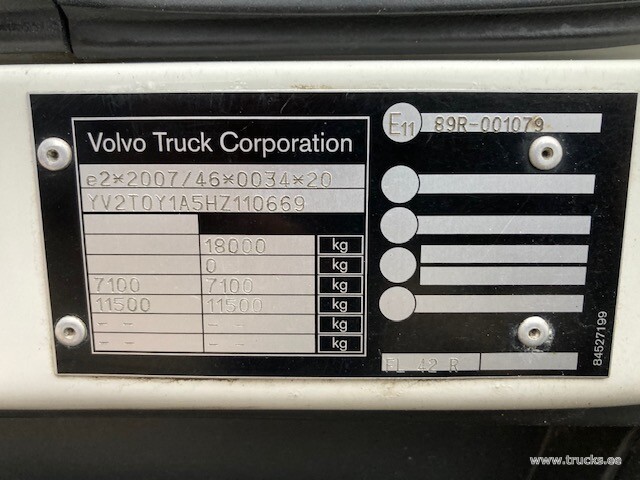 Volvo Truck Corporation
e2*2007/46*0034*20
YV2T0Y1A5HZ110669
18000 kg
0 kg
7100 7100 kg
11500 11500 kg
-- -- kg
-- -- kg
E11 89R-001079
FL 42 R
84527199
www.trucks.ee